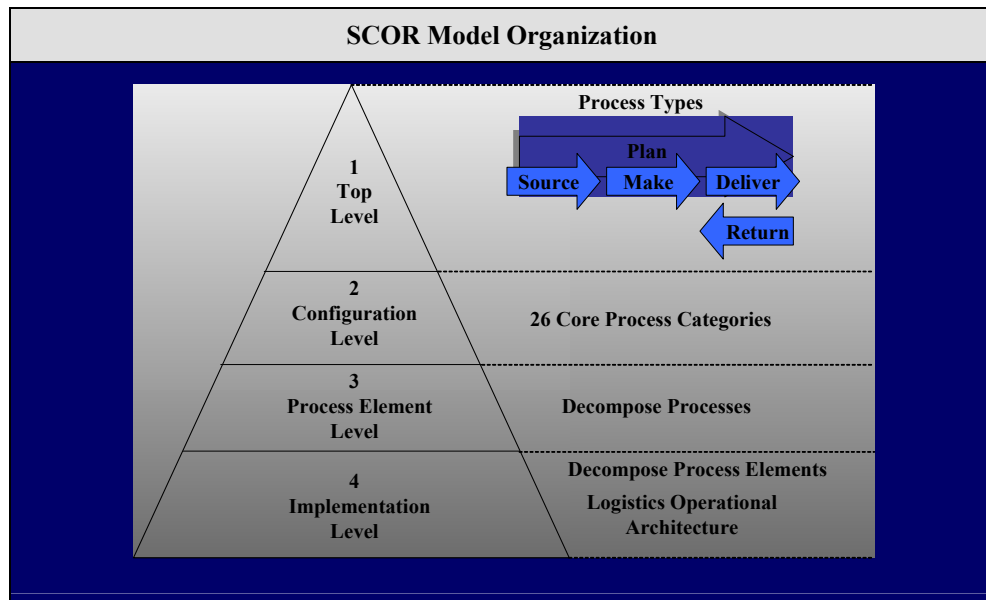 SCOR Model Organization
Process Types
Plan
Source
Make
Deliver
Return
1
Top
Level
2
Configuration
Level
26 Core Process Categories
3
Process Element
Level
Decompose Processes
4
Implementation
Level
Decompose Process Elements
Logistics Operational
Architecture